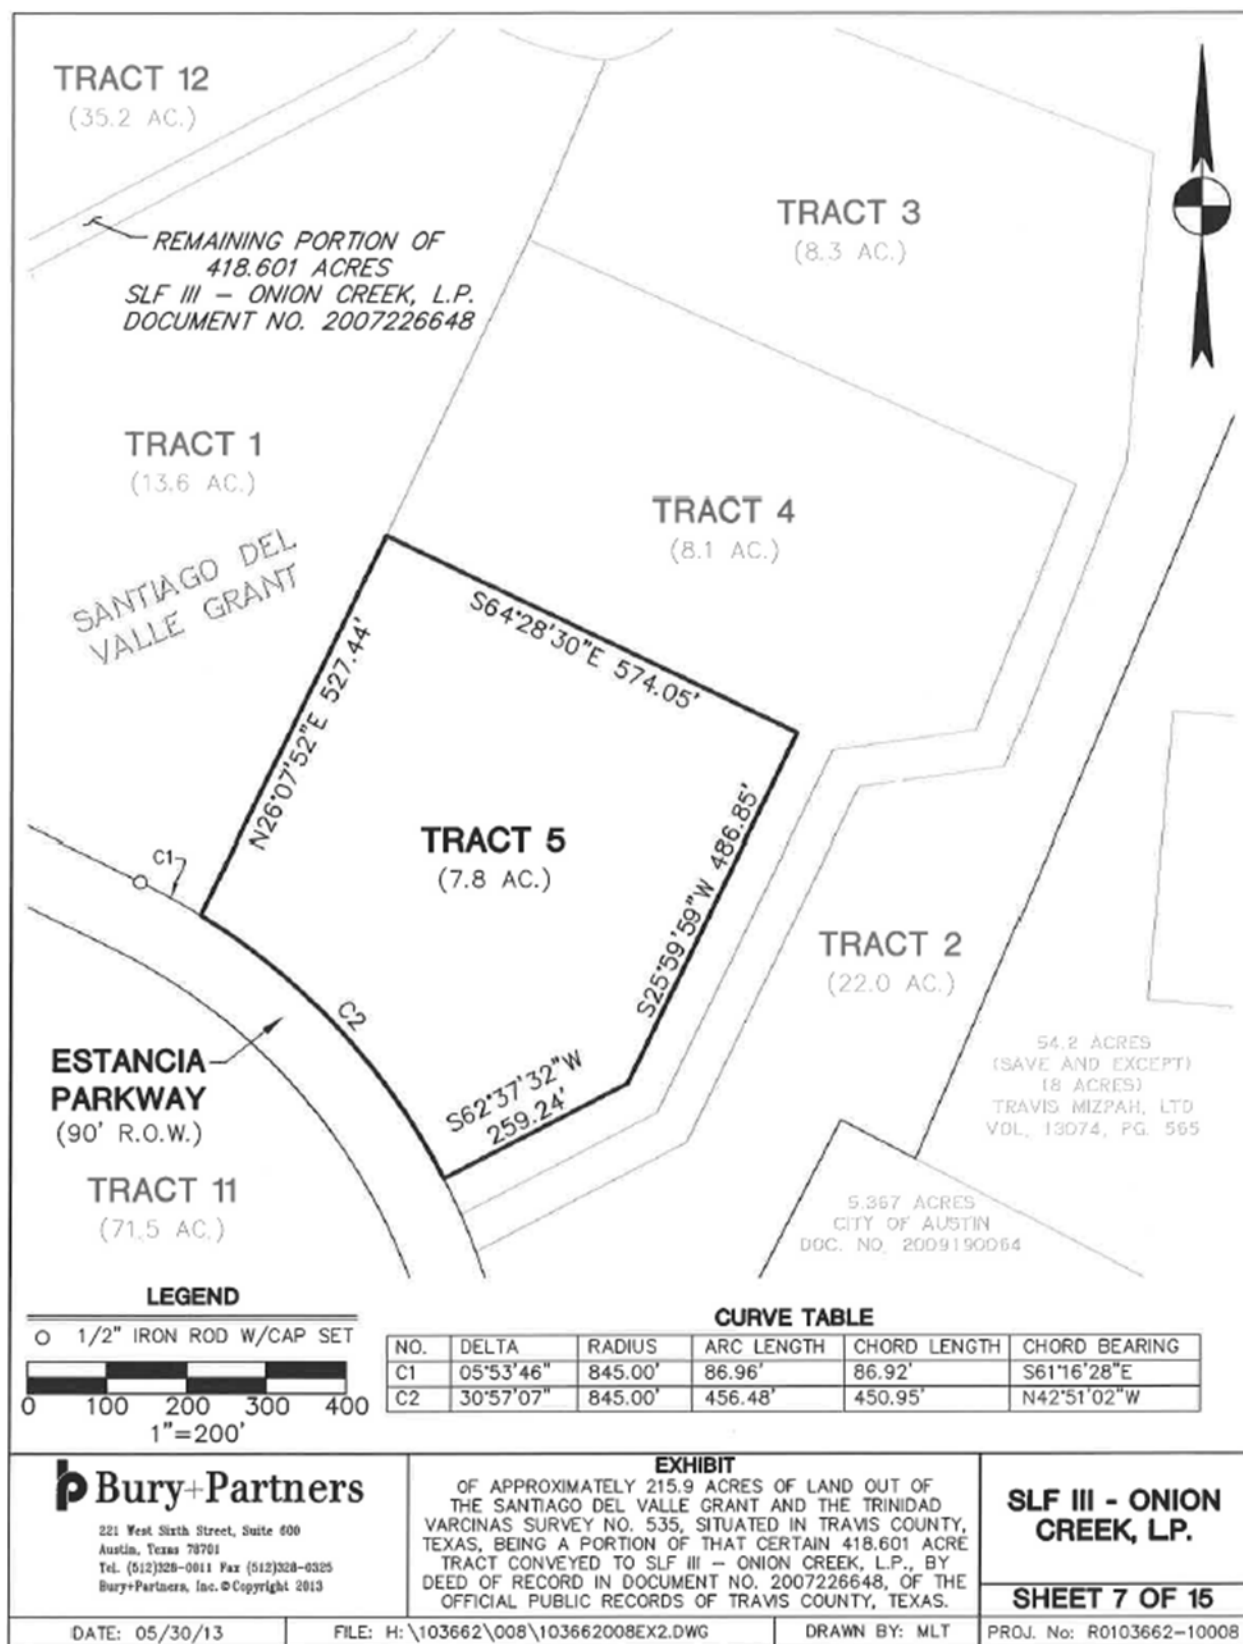 TRACT 12
(35.2 AC.)
REMAINING PORTION OF
418.601 ACRES
SLF III – ONION CREEK, L.P.
DOCUMENT NO. 2007226648
TRACT 3
(8.3 AC.)
TRACT 1
(13.6 AC.)
TRACT 4
(8.1 AC.)
SANTIAGO DEL
VALLE GRANT
S64°28'30"E 574.05'
N26°07'52"E 527.44'
TRACT 5
(7.8 AC.)
S25°59'59"W 486.85'
C1
C2
S62°37'32"W
259.24'
TRACT 2
(22.0 AC.)
ESTANCIA
PARKWAY
(90' R.O.W.)
TRACT 11
(71.5 AC.)
54.2 ACRES
(SAVE AND EXCEPT)
(8 ACRES)
TRAVIS MIZPAH, LTD
VOL. 13074, PG. 565
5.367 ACRES
CITY OF AUSTIN
DOC. NO. 2009190064
LEGEND
1/2" IRON ROD W/CAP SET
0 100 200 300 400
1"=200'
CURVE TABLE
NO. DELTA RADIUS ARC LENGTH CHORD LENGTH CHORD BEARING
C1 05°53'46" 845.00' 86.96' 86.92' S61°16'28"E
C2 30°57'07" 845.00' 456.48' 450.95' N42°51'02"W
Bury+Partners
221 West Sixth Street, Suite 600
Austin, Texas 78701
Tel. (512)328-0011 Fax (512)328-0325
Bury+Partners, Inc. ©Copyright 2013
EXHIBIT
OF APPROXIMATELY 215.9 ACRES OF LAND OUT OF
THE SANTIAGO DEL VALLE GRANT AND THE TRINIDAD
VARCINAS SURVEY NO. 535, SITUATED IN TRAVIS COUNTY,
TEXAS, BEING A PORTION OF THAT CERTAIN 418.601 ACRE
TRACT CONVEYED TO SLF III – ONION CREEK, L.P., BY
DEED OF RECORD IN DOCUMENT NO. 2007226648, OF THE
OFFICIAL PUBLIC RECORDS OF TRAVIS COUNTY, TEXAS.
SLF III - ONION
CREEK, L.P.
SHEET 7 OF 15
DATE: 05/30/13
FILE: H:\103662\008\103662008EX2.DWG
DRAWN BY: MLT
PROJ. No: R0103662-10008